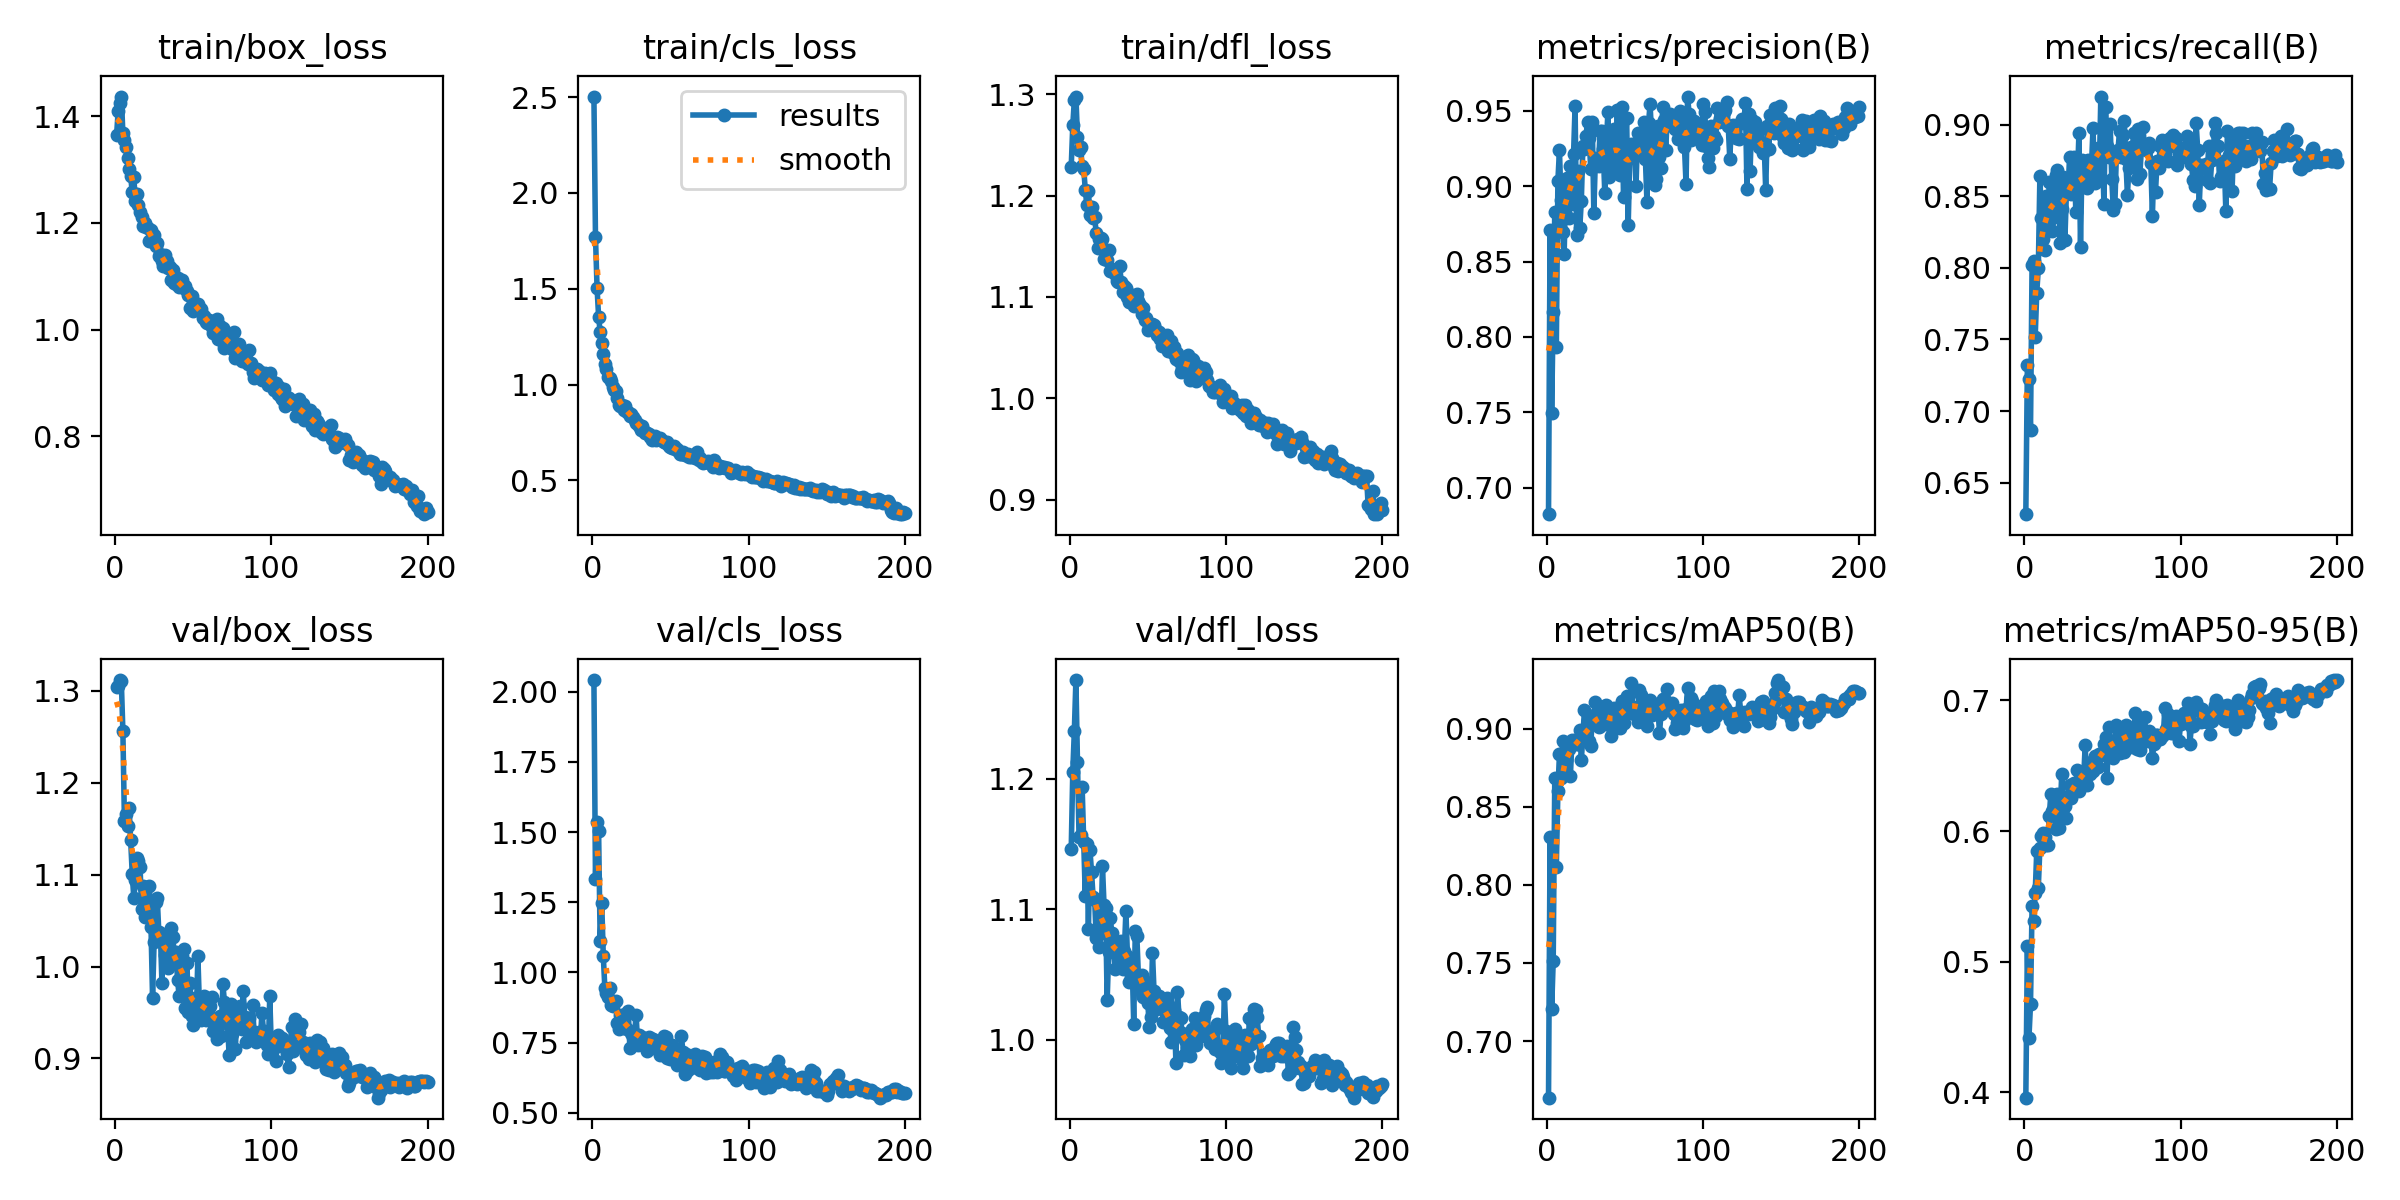 train/box_loss
1.4
1.2
1.0
0.8
0 100 200
train/cls_loss
2.5
2.0
1.5
1.0
0.5
results
smooth
0 100 200
train/dfl_loss
1.3
1.2
1.1
1.0
0.9
0 100 200
metrics/precision(B)
0.95
0.90
0.85
0.80
0.75
0.70
0 100 200
metrics/recall(B)
0.90
0.85
0.80
0.75
0.70
0.65
0 100 200
val/box_loss
1.3
1.2
1.1
1.0
0.9
0 100 200
val/cls_loss
2.00
1.75
1.50
1.25
1.00
0.75
0.50
0 100 200
val/dfl_loss
1.2
1.1
1.0
0 100 200
metrics/mAP50(B)
0.90
0.85
0.80
0.75
0.70
0 100 200
metrics/mAP50-95(B)
0.7
0.6
0.5
0.4
0 100 200